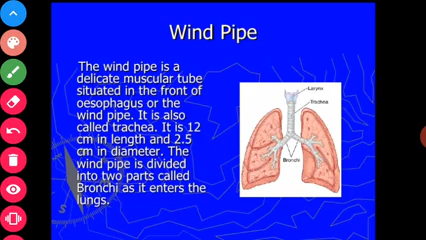 Wind Pipe
The wind pipe is a
delicate muscular tube
situated in the front of
oesophagus or the
wind pipe. It is also
called trachea. It is 12
cm in length and 2.5
cm in diameter. The
wind pipe is divided
into two parts called
Bronchi as it enters the
lungs.
Larynx
Trachea
Bronchi
S